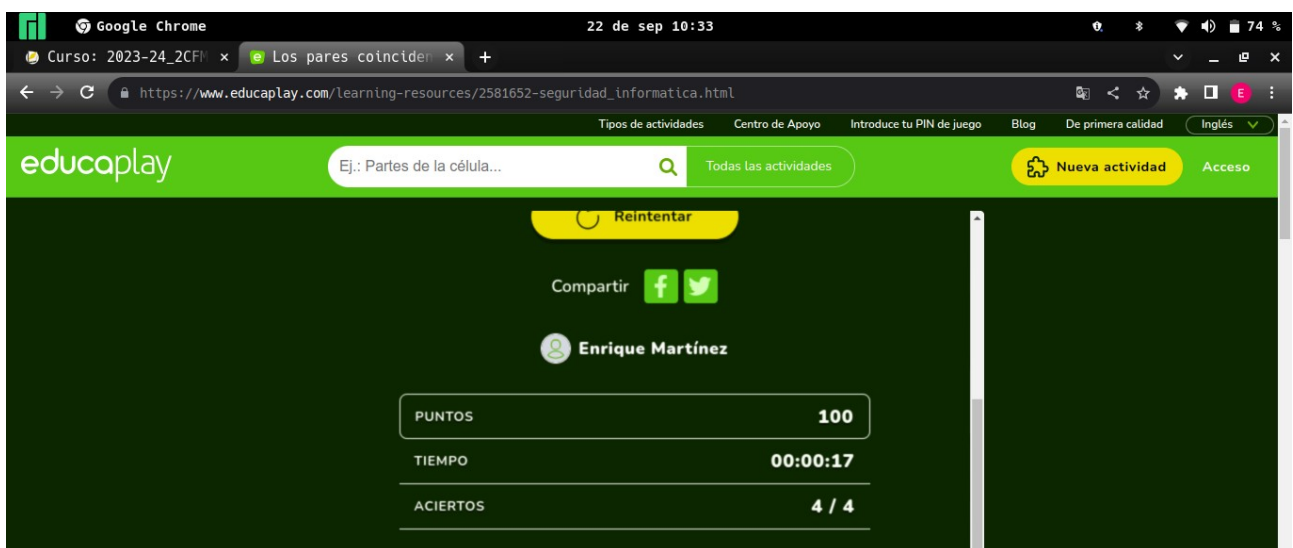 Google Chrome 22 de sep 10:33 74 %
Curso: 2023-24_2CFM Los pares coinciden
https://www.educaplay.com/learning-resources/2581652-seguridad_informatica.html E
Tipos de actividades Centro de Apoyo Introduce tu PIN de juego Blog De primera calidad Inglés
educaplay Ej.: Partes de la célula... Todas las actividades Nueva actividad Acceso
Reintentar
Compartir
Enrique Martínez
PUNTOS 100
TIEMPO 00:00:17
ACIERTOS 4 / 4